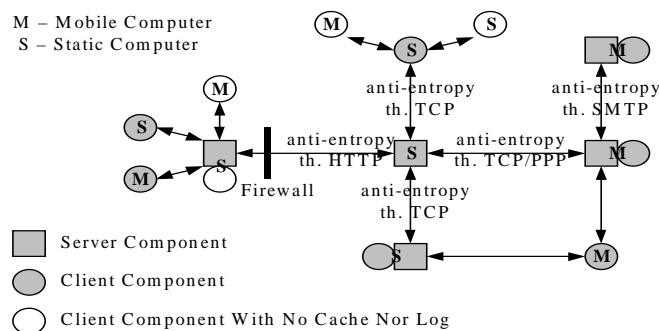 M – Mobile Computer
S – Static Computer
M
S
S
M
M
anti-entropy
th. TCP
anti-entropy
th. SMTP
S
M
S
anti-entropy
th. HTTP
S
anti-entropy
th. TCP/PPP
M
Firewall
anti-entropy
th. TCP
S
M
Server Component
Client Component
Client Component With No Cache Nor Log